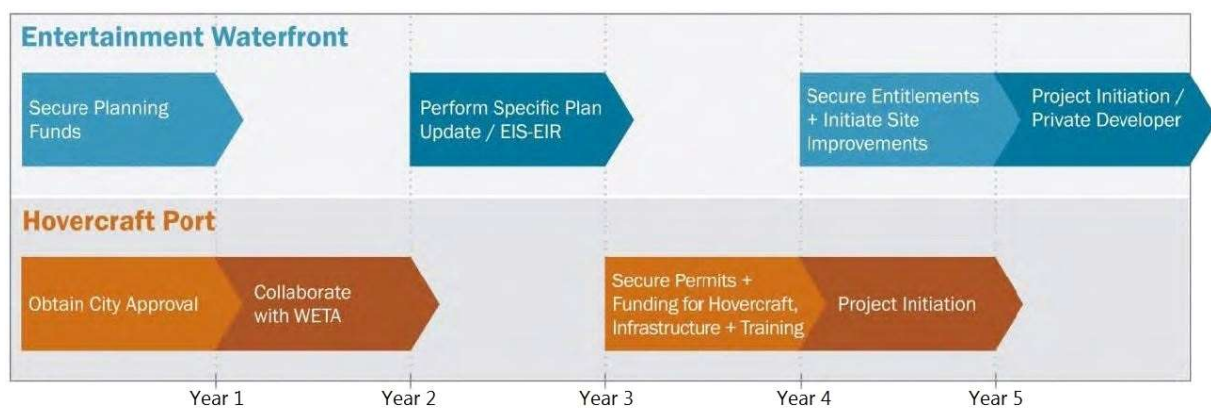 Entertainment Waterfront
Secure Planning
Funds
Perform Specific Plan
Update / EIS-EIR
Secure Entitlements
+ Initiate Site
Improvements
Project Initiation /
Private Developer
Hovercraft Port
Obtain City Approval
Collaborate
with WETA
Secure Permits +
Funding for Hovercraft,
Infrastructure + Training
Project Initiation
Year 1
Year 2
Year 3
Year 4
Year 5